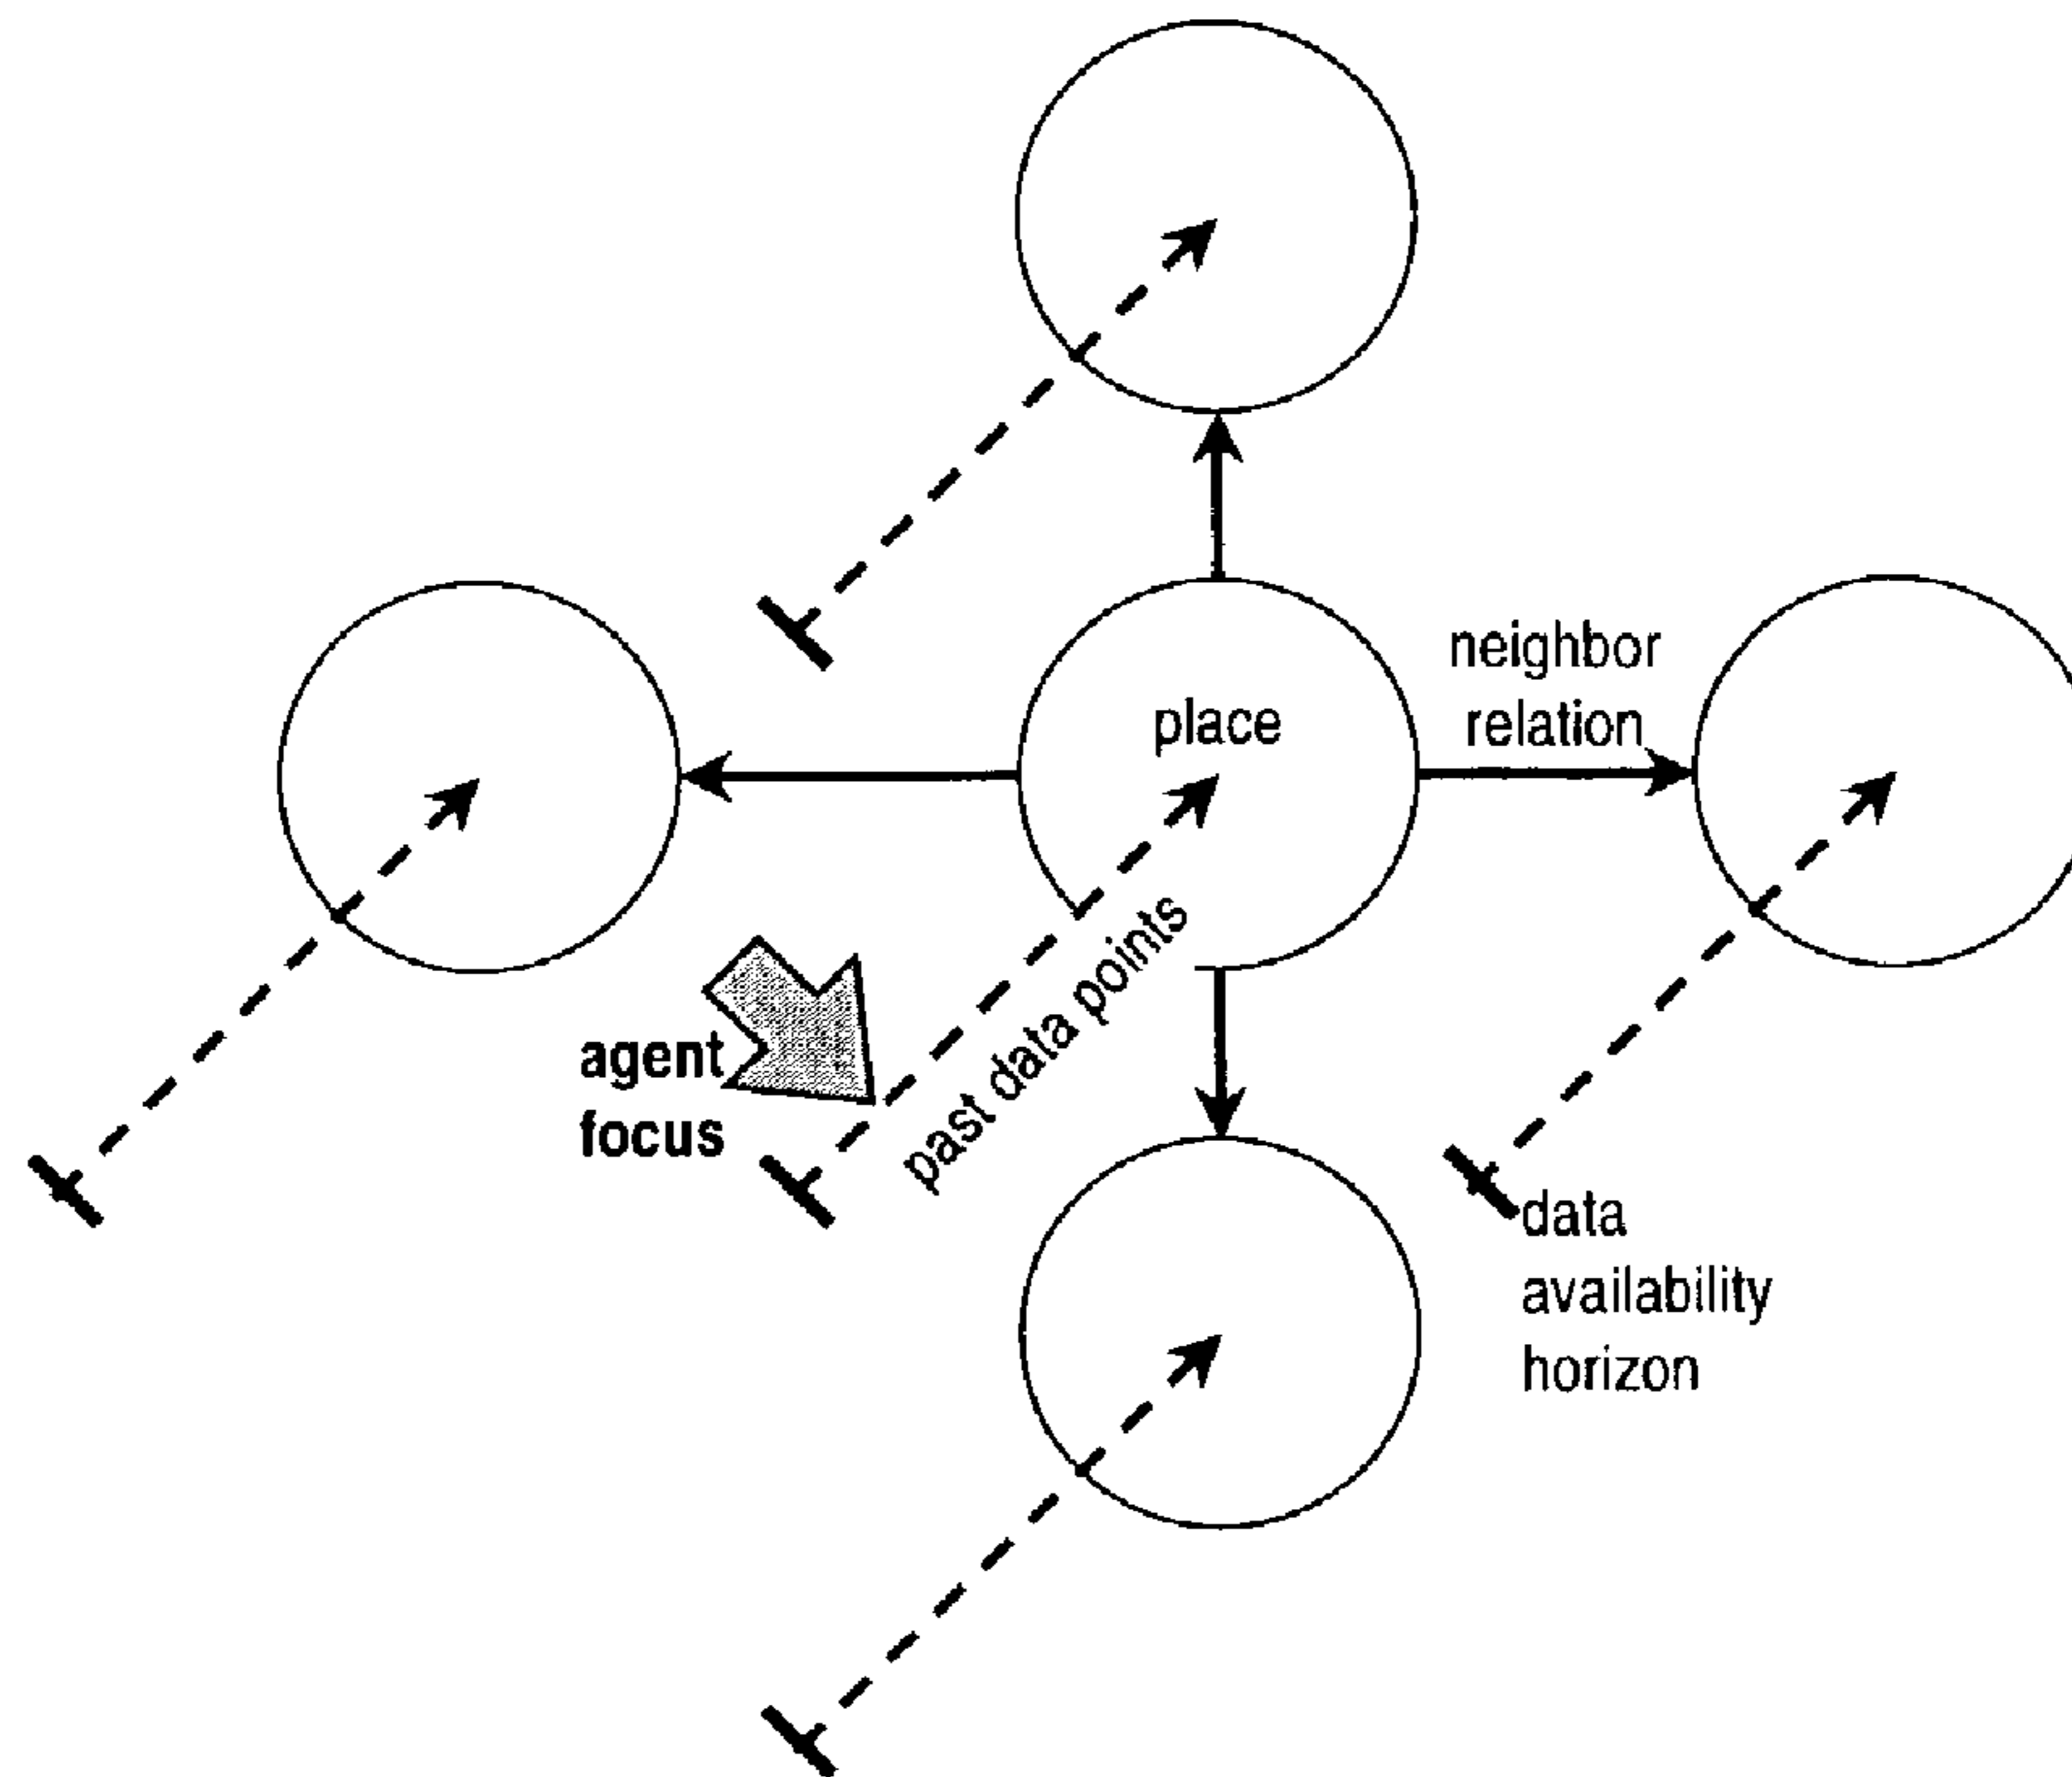 neighbor
relation
place
past data points
agent
focus
data
availability
horizon